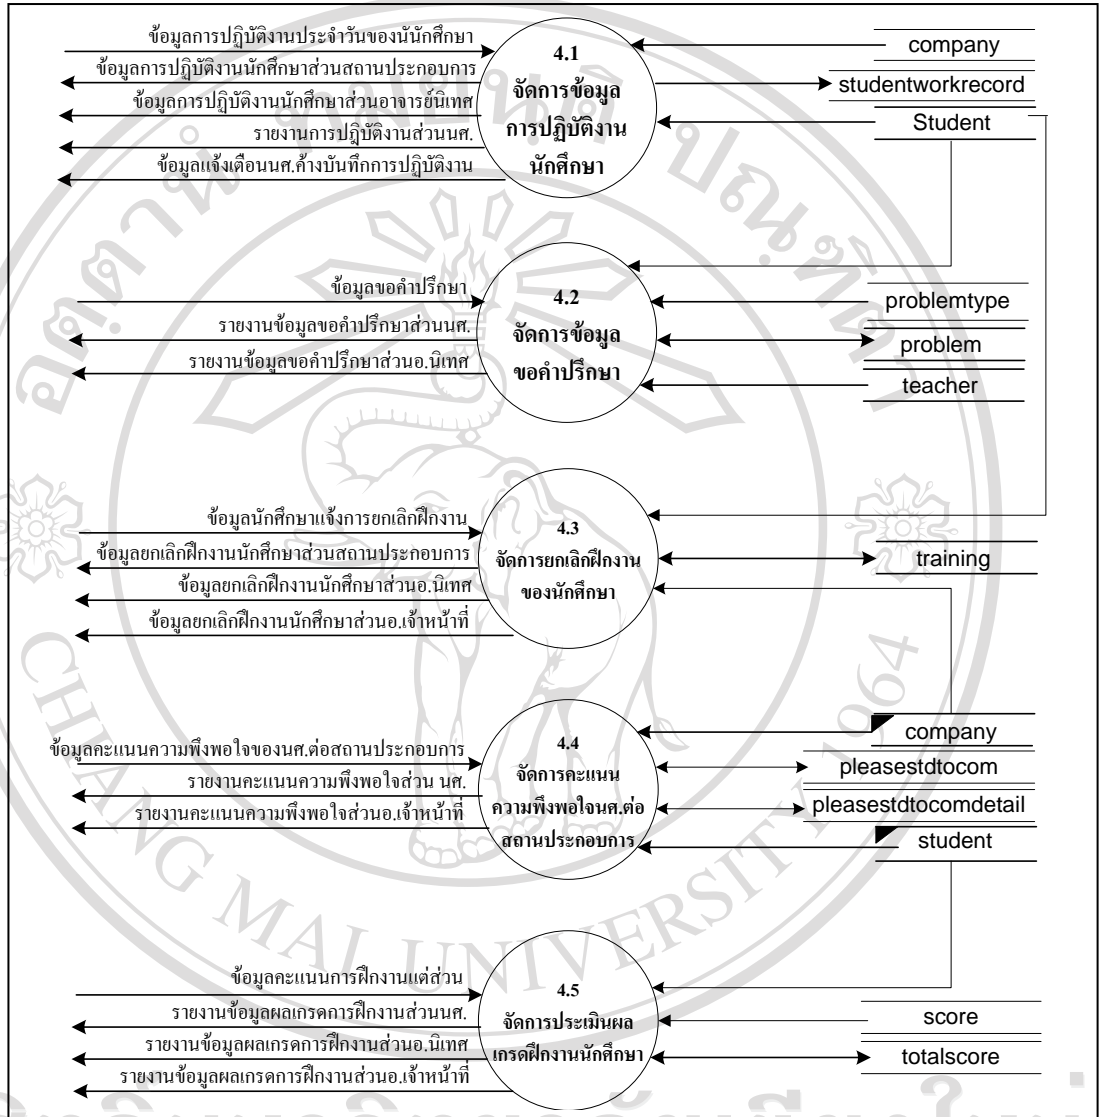 ข้อมูลการปฏิบัติงานประจำวันของนันักศึกษา
ข้อมูลการปฏิบัติงานนักศึกษาส่วนสถานประกอบการ
ข้อมูลการปฏิบัติงานนักศึกษาส่วนอาจารย์นิเทศ
รายงานการปฏิบัติงานส่วนนศ.
ข้อมูลแจ้งเตือนนศ.ค้างบันทึกการปฏิบัติงาน
4.1
จัดการข้อมูล
การปฏิบัติงาน
นักศึกษา
company
studentworkrecord
Student
ข้อมูลขอคำปรึกษา
รายงานข้อมูลขอคำปรึกษาส่วนนศ.
รายงานข้อมูลขอคำปรึกษาส่วนอ.นิเทศ
4.2
จัดการข้อมูล
ขอคำปรึกษา
problemtype
problem
teacher
ข้อมูลนักศึกษาแจ้งการยกเลิกฝึกงาน
ข้อมูลยกเลิกฝึกงานนักศึกษาส่วนสถานประกอบการ
ข้อมูลยกเลิกฝึกงานนักศึกษาส่วนอ.นิเทศ
ข้อมูลยกเลิกฝึกงานนักศึกษาส่วนอ.เจ้าหน้าที่
4.3
จัดการยกเลิกฝึกงาน
ของนักศึกษา
training
ข้อมูลคะแนนความพึงพอใจของนศ.ต่อสถานประกอบการ
รายงานคะแนนความพึงพอใจส่วน นศ.
รายงานคะแนนความพึงพอใจส่วนอ.เจ้าหน้าที่
4.4
จัดการคะแนน
ความพึงพอใจนศ.ต่อ
สถานประกอบการ
company
pleasestdtocom
pleasestdtocomdetail
student
ข้อมูลคะแนนการฝึกงานแต่ส่วน
รายงานข้อมูลผลเกรดการฝึกงานส่วนนศ.
รายงานข้อมูลผลเกรดการฝึกงานส่วนอ.นิเทศ
รายงานข้อมูลผลเกรดการฝึกงานส่วนอ.เจ้าหน้าที่
4.5
จัดการประเมินผล
เกรดฝึกงานนักศึกษา
score
totalscore
CHIANG MAI UNIVERSITY 1964